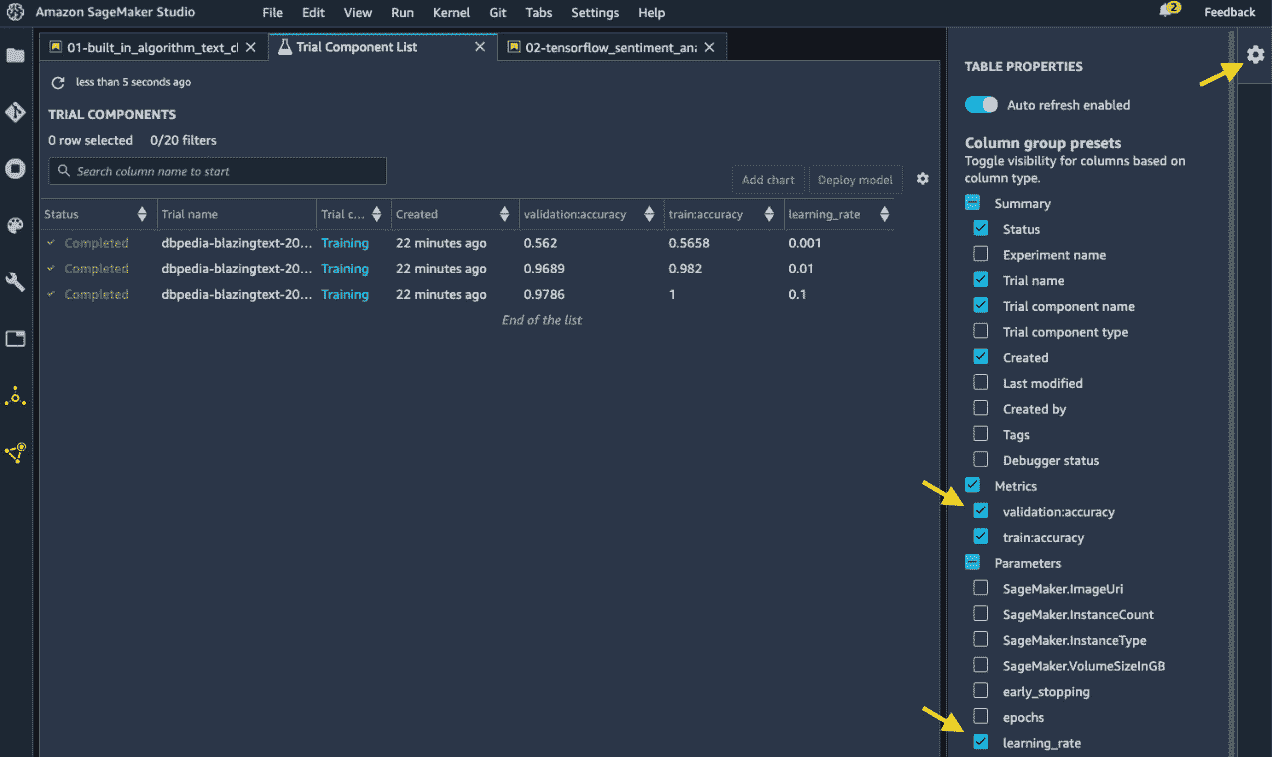 Amazon SageMaker Studio File Edit View Run Kernel Git Tabs Settings Help 2 Feedback
01-built_in_algorithm_text_cl Trial Component List 02-tensorflow_sentiment_ana
less than 5 seconds ago
TRIAL COMPONENTS
0 row selected 0/20 filters
Search column name to start
Add chart Deploy model
Status Trial name Trial c... Created validation:accuracy train:accuracy learning_rate
Completed dbpedia-blazingtext-20... Training 22 minutes ago 0.562 0.5658 0.001
Completed dbpedia-blazingtext-20... Training 22 minutes ago 0.9689 0.982 0.01
Completed dbpedia-blazingtext-20... Training 22 minutes ago 0.9786 1 0.1
End of the list
TABLE PROPERTIES
Auto refresh enabled
Column group presets
Toggle visibility for columns based on
column type.
Summary
Status
Experiment name
Trial name
Trial component name
Trial component type
Created
Last modified
Created by
Tags
Debugger status
Metrics
validation:accuracy
train:accuracy
Parameters
SageMaker.ImageUri
SageMaker.InstanceCount
SageMaker.InstanceType
SageMaker.VolumeSizeInGB
early_stopping
epochs
learning_rate